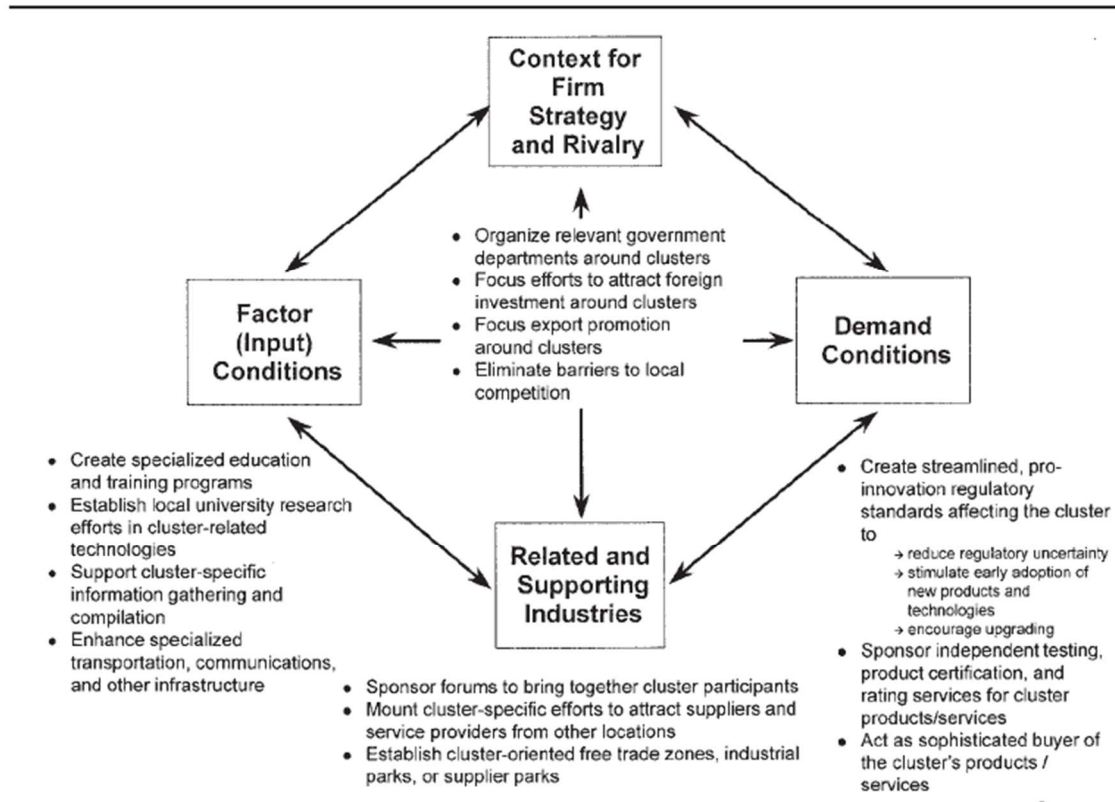 Context for
Firm
Strategy
and Rivalry
• Organize relevant government
departments around clusters
• Focus efforts to attract foreign
investment around clusters
• Focus export promotion
around clusters
• Eliminate barriers to local
competition
Factor
(Input)
Conditions
Demand
Conditions
• Create specialized education
and training programs
• Establish local university research
efforts in cluster-related
technologies
• Support cluster-specific
information gathering and
compilation
• Enhance specialized
transportation, communications,
and other infrastructure
Related and
Supporting
Industries
• Sponsor forums to bring together cluster participants
• Mount cluster-specific efforts to attract suppliers and
service providers from other locations
• Establish cluster-oriented free trade zones, industrial
parks, or supplier parks
• Create streamlined, pro-
innovation regulatory
standards affecting the cluster
to
→ reduce regulatory uncertainty
→ stimulate early adoption of
new products and
technologies
→ encourage upgrading
• Sponsor independent testing,
product certification, and
rating services for cluster
products/services
• Act as sophisticated buyer of
the cluster's products /
services